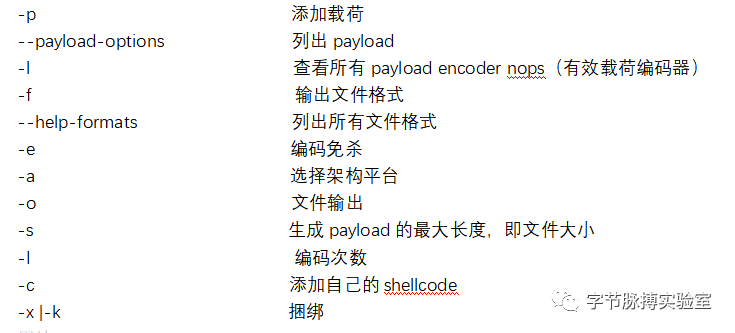 -p 添加载荷
--payload-options 列出 payload
-l 查看所有 payload encoder nops（有效载荷编码器）
-f 输出文件格式
--help-formats 列出所有文件格式
-e 编码免杀
-a 选择架构平台
-o 文件输出
-s 生成 payload 的最大长度，即文件大小
-l 编码次数
-c 添加自己的 shellcode
-x |-k 捆绑
字节脉搏实验室